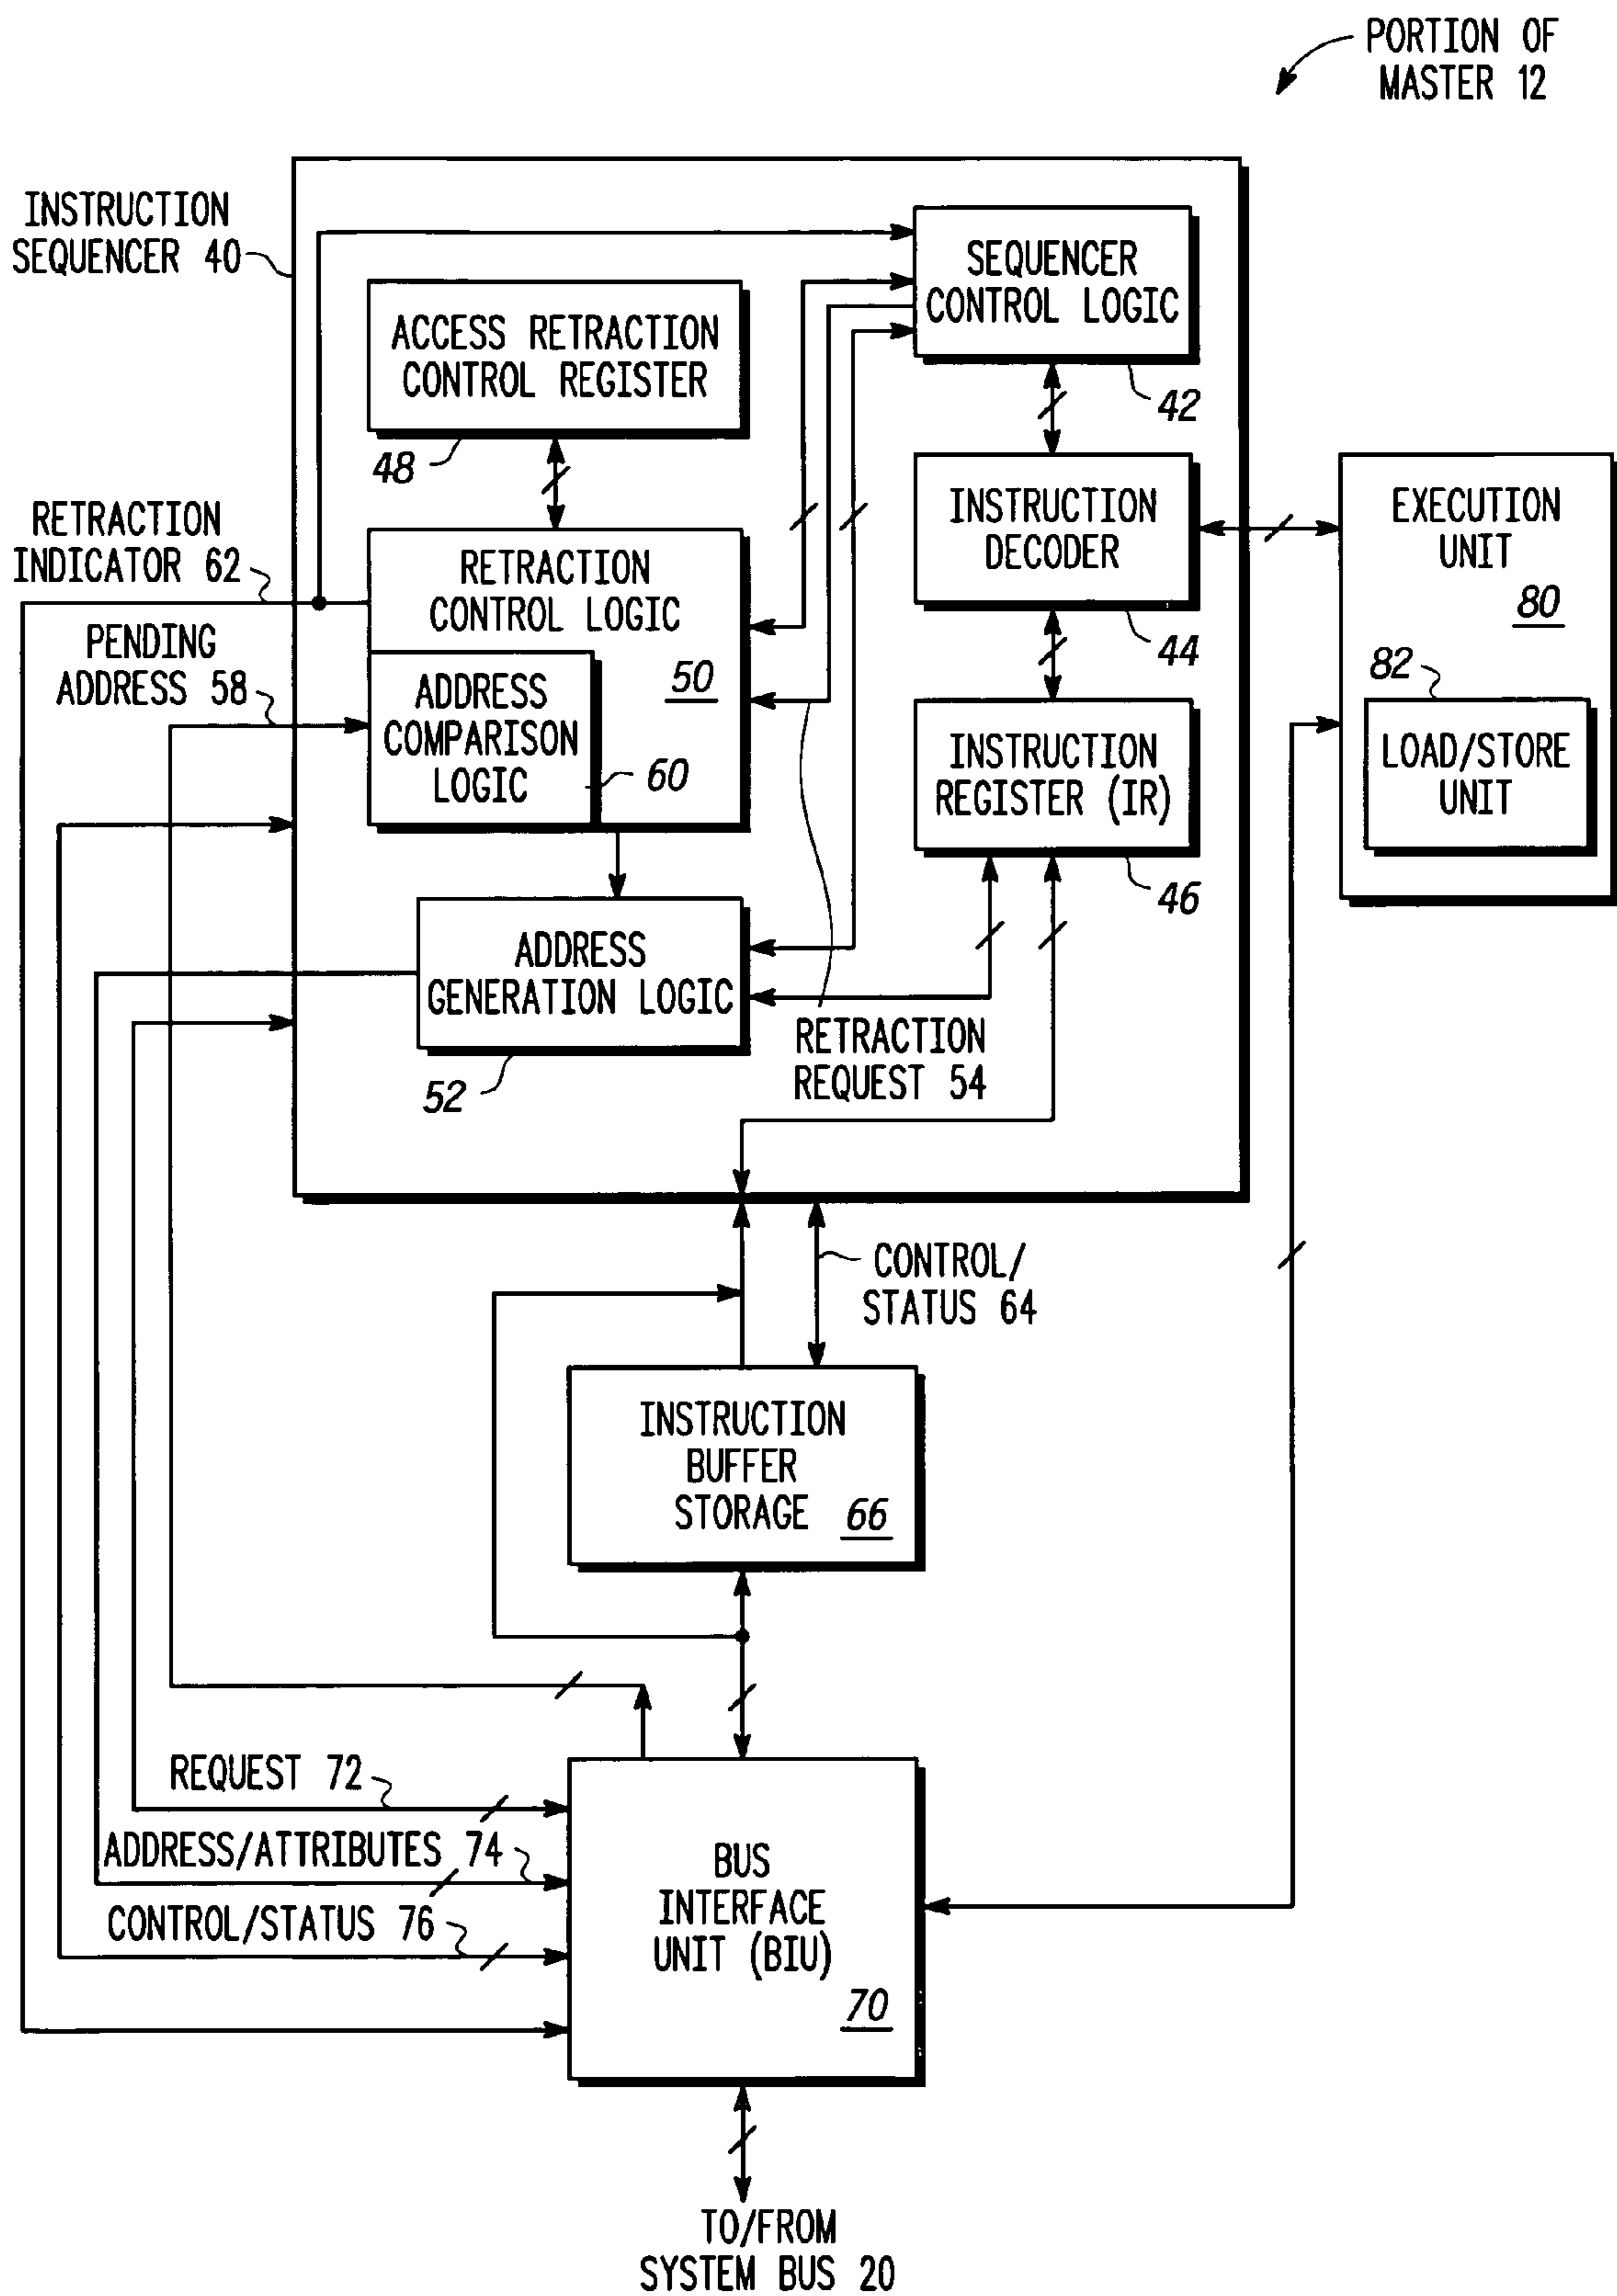 PORTION OF
MASTER 12
INSTRUCTION
SEQUENCER 40
SEQUENCER
CONTROL LOGIC
42
ACCESS RETRACTION
CONTROL REGISTER
48
INSTRUCTION
DECODER
44
EXECUTION
UNIT
80
82
LOAD/STORE
UNIT
RETRACTION
INDICATOR 62
RETRACTION
CONTROL LOGIC
50
PENDING
ADDRESS 58
ADDRESS
COMPARISON
LOGIC
60
INSTRUCTION
REGISTER (IR)
46
ADDRESS
GENERATION LOGIC
52
RETRACTION
REQUEST 54
CONTROL/
STATUS 64
INSTRUCTION
BUFFER
STORAGE
66
REQUEST 72
ADDRESS/ATTRIBUTES 74
CONTROL/STATUS 76
BUS
INTERFACE
UNIT (BIU)
70
TO/FROM
SYSTEM BUS 20